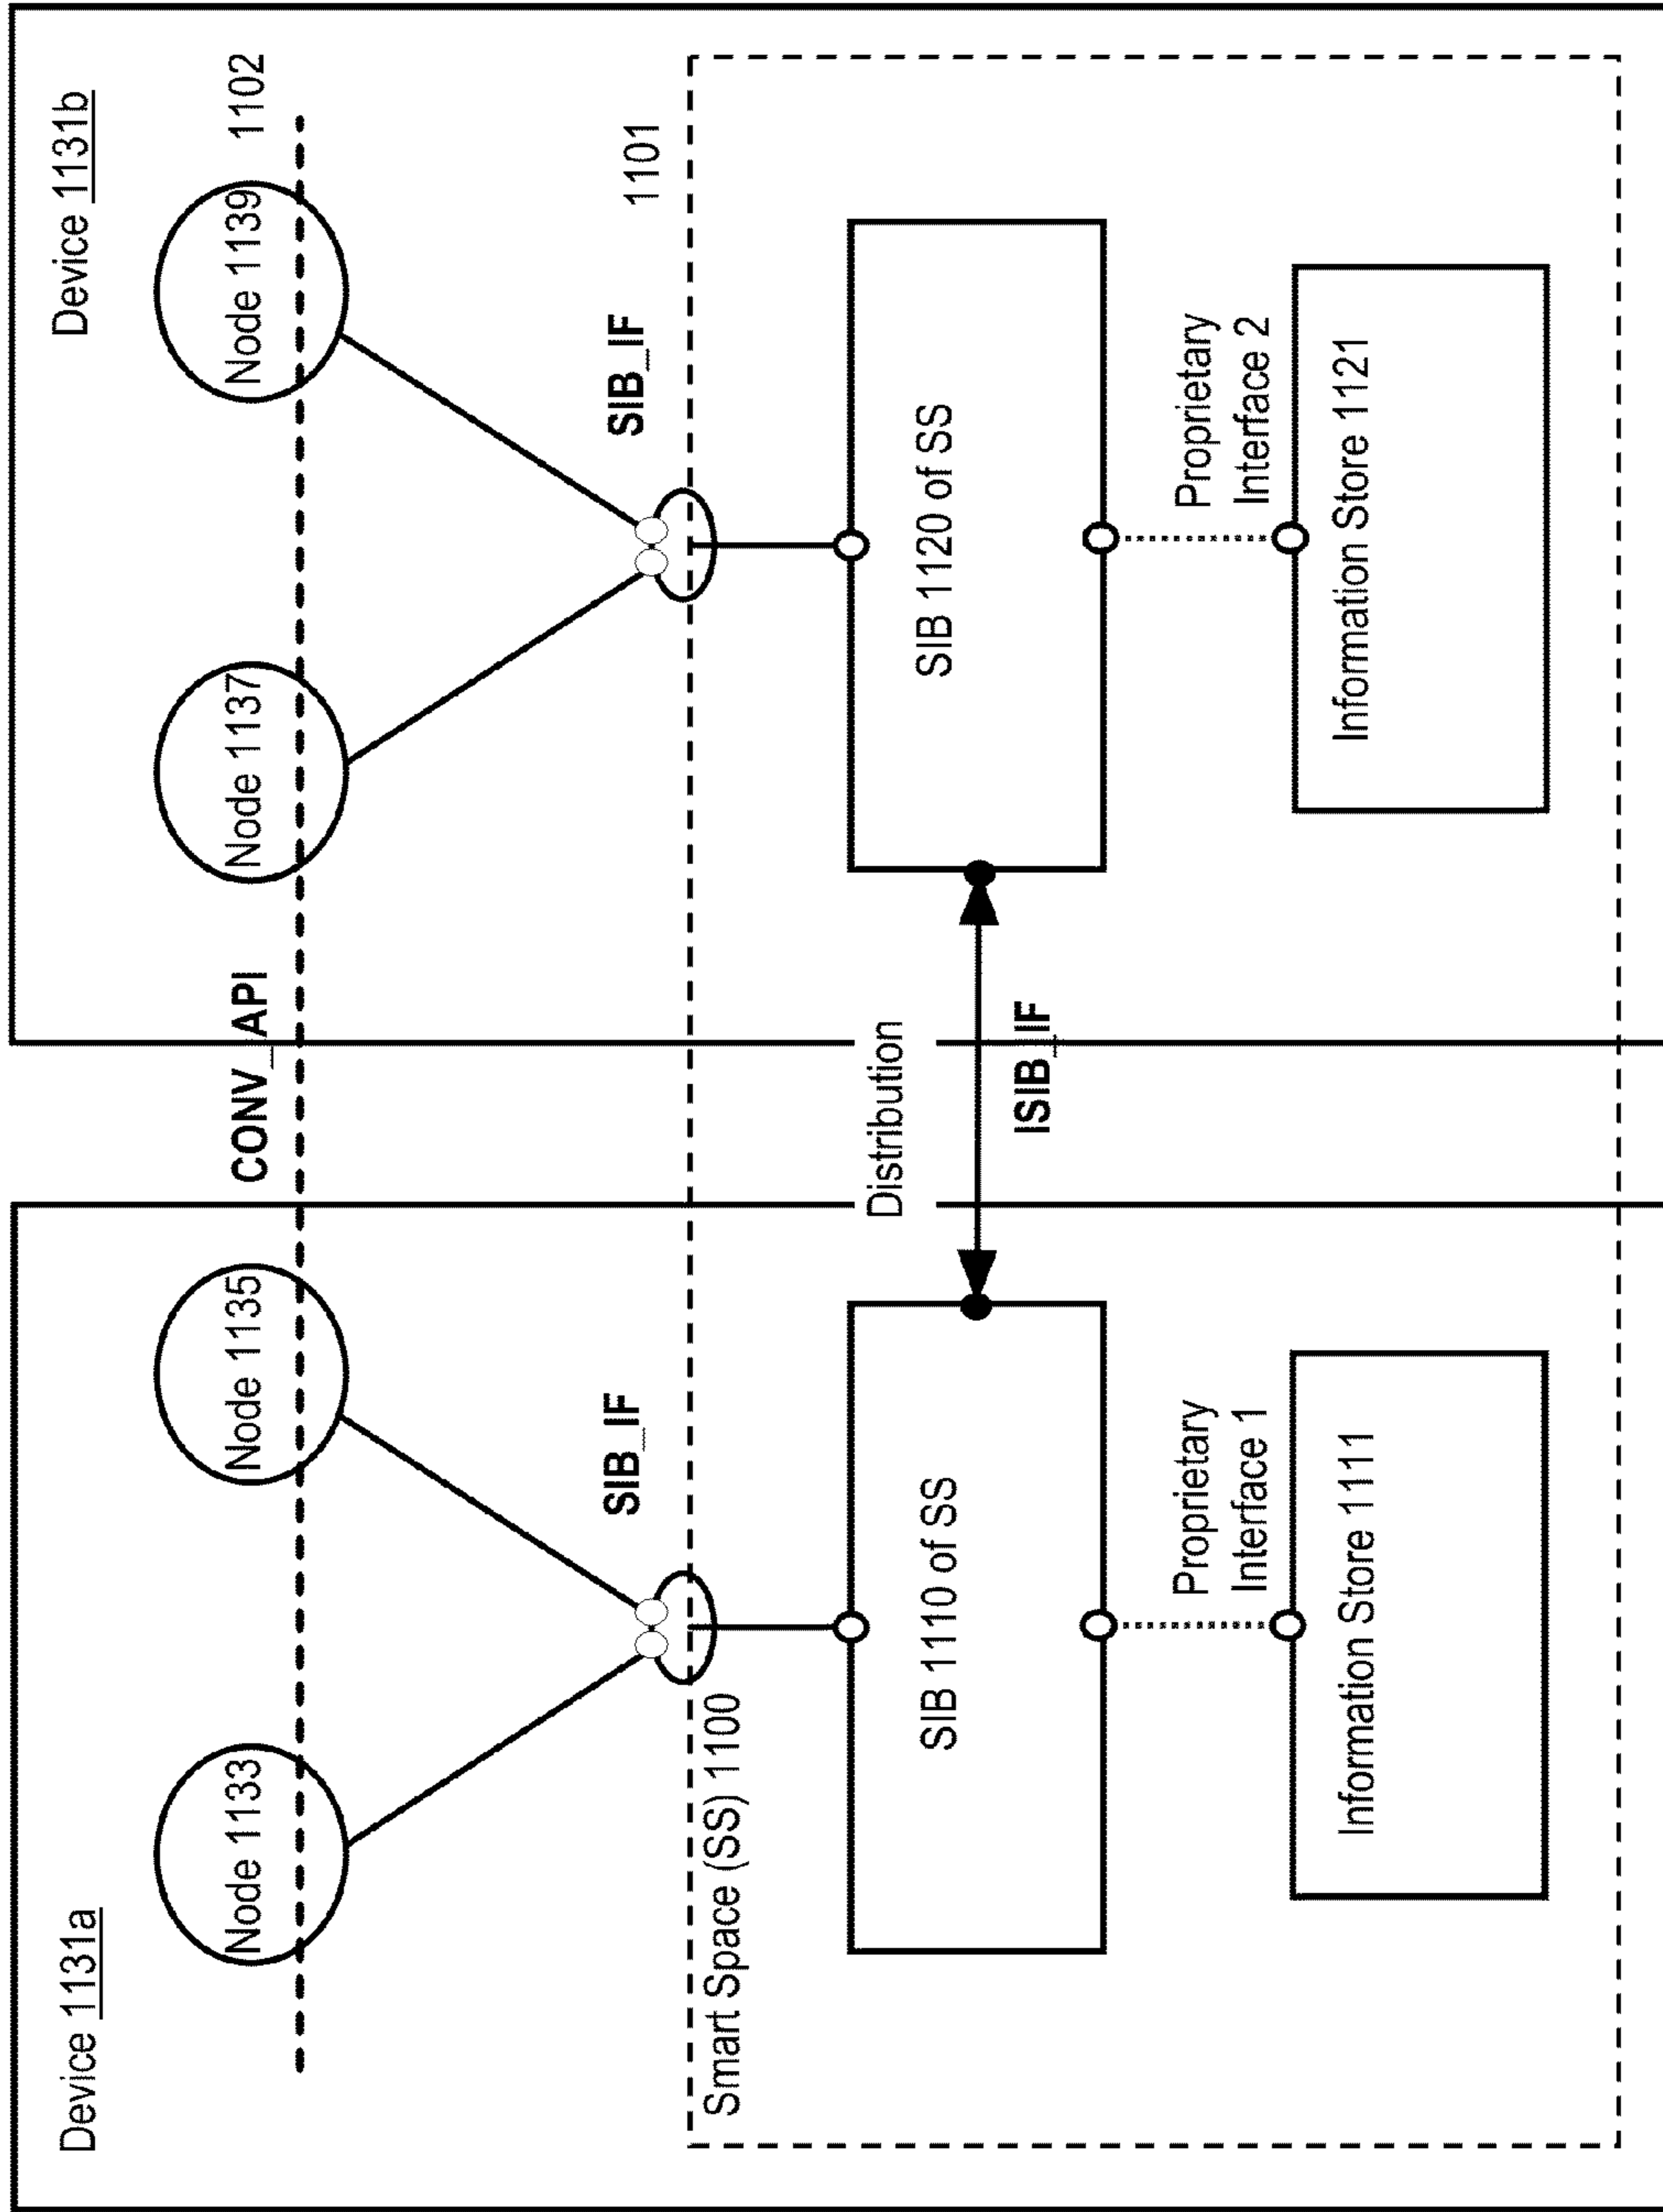 Device 1131a
Device 1131b
Node 1133
Node 1135
CONV_API
Node 1137
Node 1139
1102
SIB_IF
SIB_IF
1101
Smart Space (SS) 1100
Distribution
SIB 1110 of SS
SIB 1120 of SS
ISIB_IF
Proprietary
Interface 1
Proprietary
Interface 2
Information Store 1111
Information Store 1121